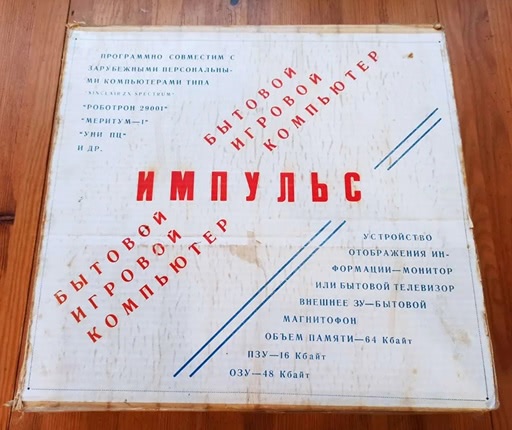 ПРОГРАММНО СОВМЕСТИМ С
ЗАРУБЕЖНЫМИ ПЕРСОНАЛЬНЫ-
МИ КОМПЬЮТЕРАМИ ТИПА
"SINCLAIR ZX SPECTRUM"
"РОБОТРОН 29001"
"МЕРИТУМ—1"
"УНИ ПЦ"
И ДР.
БЫТОВОЙ
ИГРОВОЙ
КОМПЬЮТЕР
ИМПУЛЬС
БЫТОВОЙ
ИГРОВОЙ
КОМПЬЮТЕР
УСТРОЙСТВО
ОТОБРАЖЕНИЯ ИН-
ФОРМАЦИИ—МОНИТОР
ИЛИ БЫТОВОЙ ТЕЛЕВИЗОР
ВНЕШНЕЕ ЗУ—БЫТОВОЙ
МАГНИТОФОН
ОБЪЕМ ПАМЯТИ—64 Кбайт
ПЗУ—16 Кбайт
ОЗУ—48 Кбайт